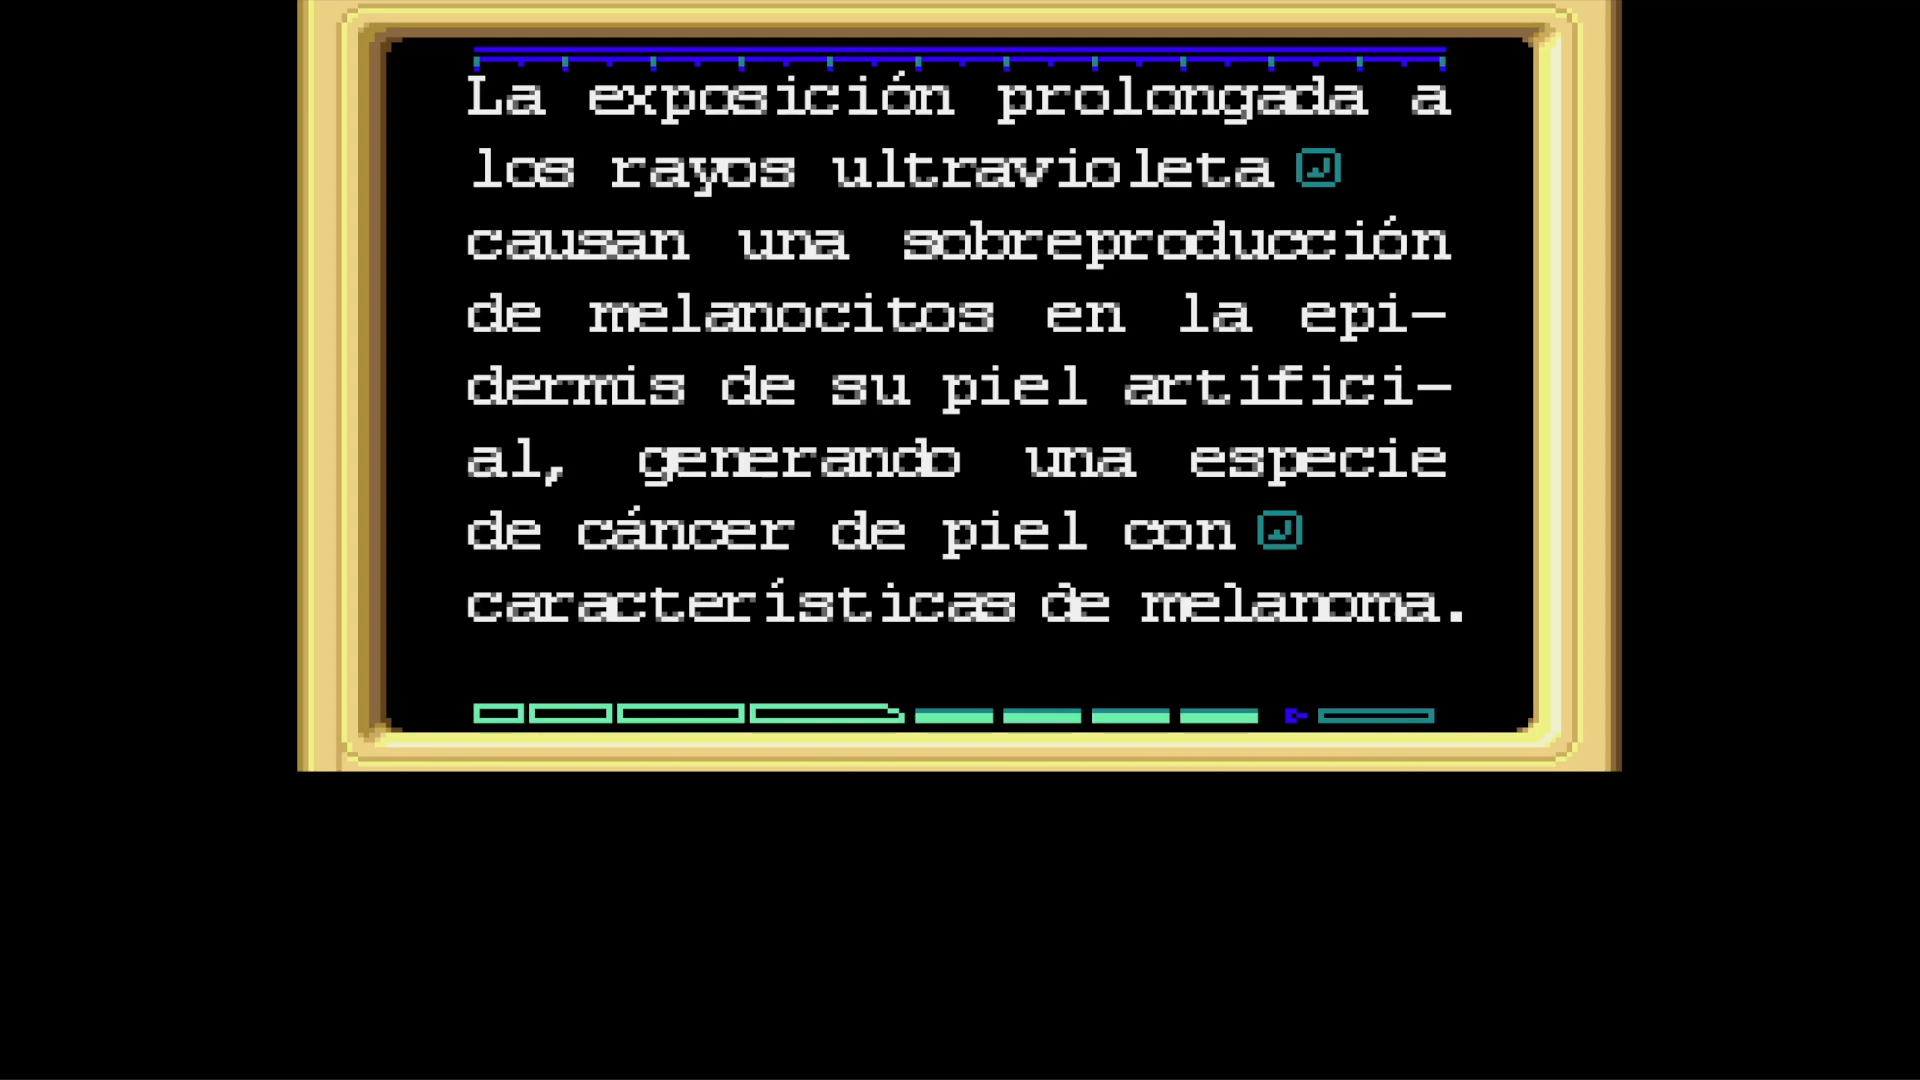 La exposición prolongada a
los rayos ultravioleta
causan una sobreproducción
de melanocitos en la epi-
dermis de su piel artifici-
al, generando una especie
de cáncer de piel con
características de melanoma.